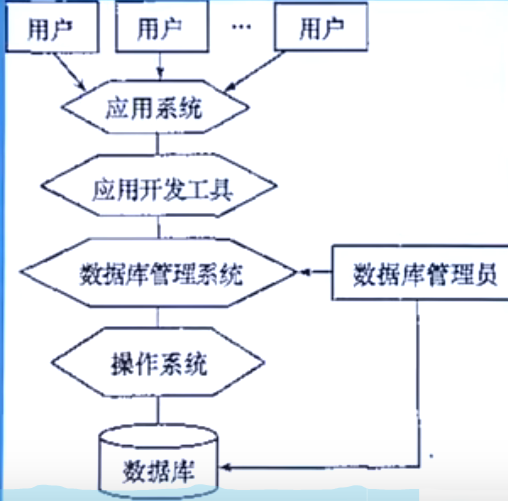 用户 用户 … 用户
应用系统
应用开发工具
数据库管理系统 数据库管理员
操作系统
数据库